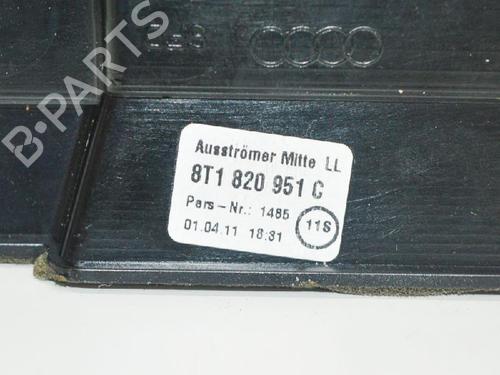 B-PARTS
Ausströmer Mitte LL
8T1 820 951 C
Pers-Nr.: 1485
01.04.11 18:31
11S